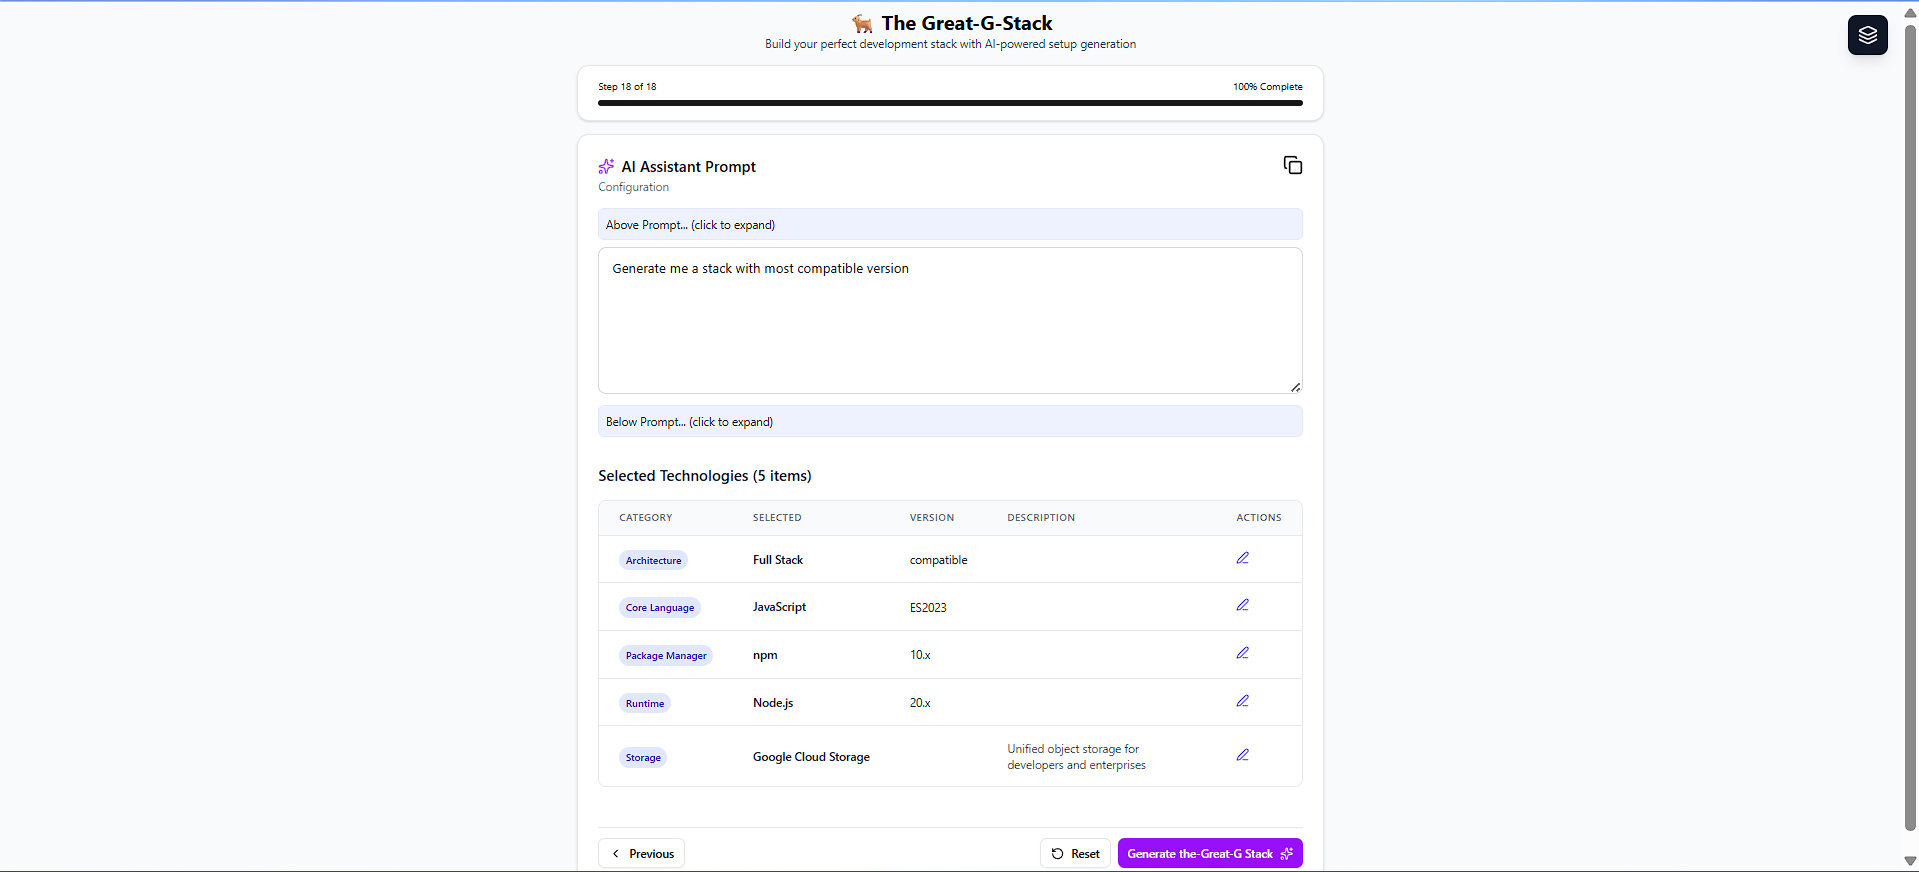 The Great-G-Stack
Build your perfect development stack with AI-powered setup generation
Step 18 of 18
100% Complete
AI Assistant Prompt
Configuration
Above Prompt... (click to expand)
Generate me a stack with most compatible version
Below Prompt... (click to expand)
Selected Technologies (5 items)
CATEGORY SELECTED VERSION DESCRIPTION ACTIONS
Architecture Full Stack compatible
Core Language JavaScript ES2023
Package Manager npm 10.x
Runtime Node.js 20.x
Storage Google Cloud Storage Unified object storage for
developers and enterprises
Previous Reset Generate the-Great-G Stack